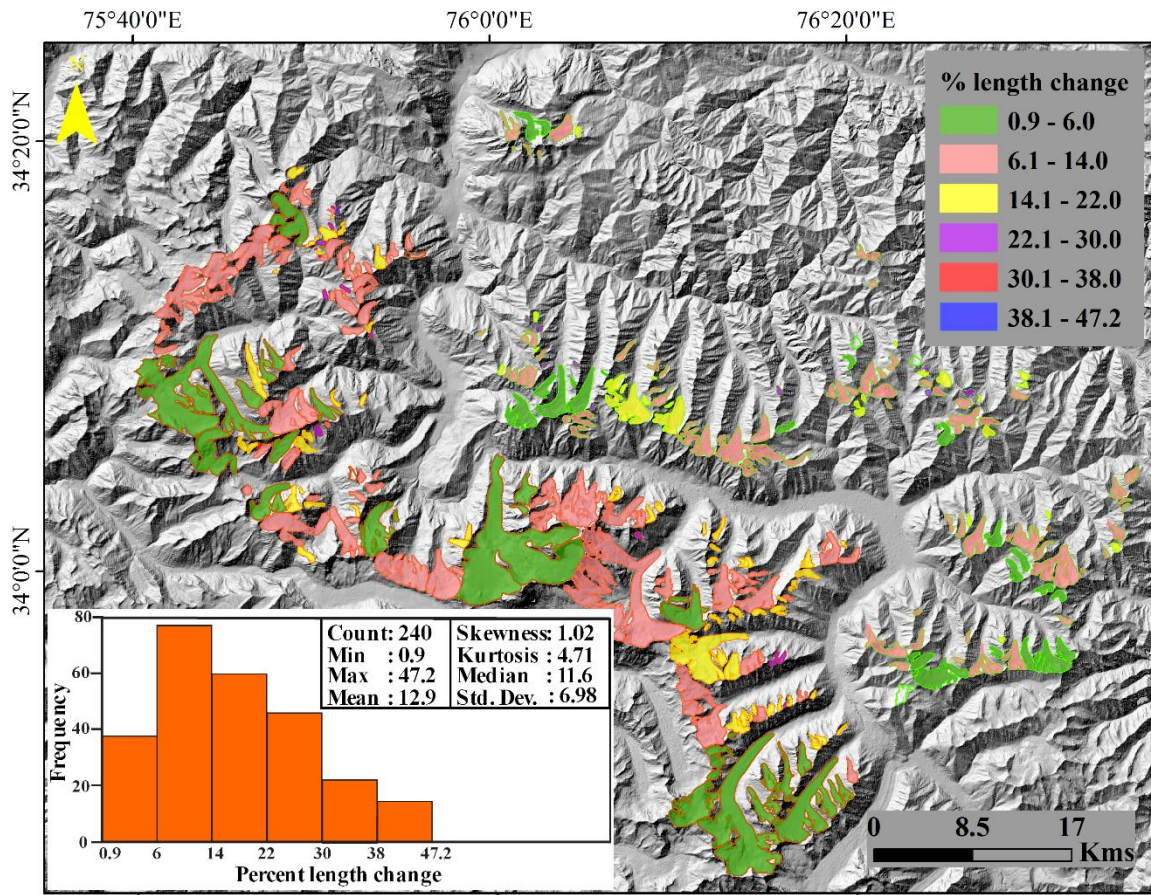 75°40'0"E 76°0'0"E 76°20'0"E
N
34°20'0"N
34°0'0"N
% length change
0.9 - 6.0
6.1 - 14.0
14.1 - 22.0
22.1 - 30.0
30.1 - 38.0
38.1 - 47.2
80
60
40
20
0
Frequency
Count: 240
Min : 0.9
Max : 47.2
Mean : 12.9
Skewness: 1.02
Kurtosis : 4.71
Median : 11.6
Std. Dev. : 6.98
0.9 6 14 22 30 38 47.2
Percent length change
0 8.5 17
Kms